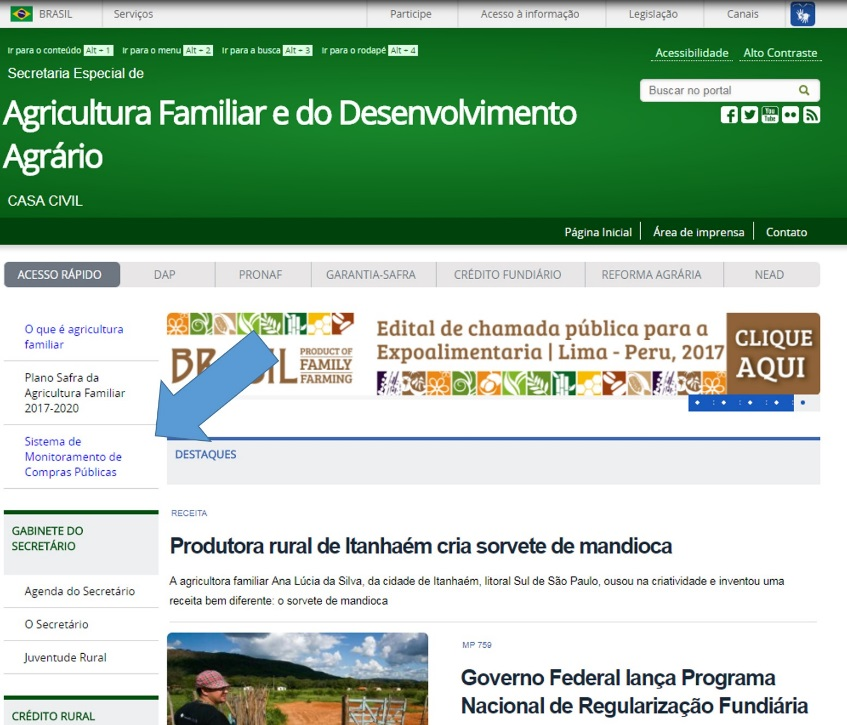 BRASIL Serviços Participe Acesso à informação Legislação Canais
Ir para o conteúdo Alt + 1 Ir para o menu Alt + 2 Ir para a busca Alt + 3 Ir para o rodapé Alt + 4
Acessibilidade Alto Contraste
Secretaria Especial de
Agricultura Familiar e do Desenvolvimento
Agrário
CASA CIVIL
Buscar no portal
You
Tube
Página Inicial Área de imprensa Contato
ACESSO RÁPIDO DAP PRONAF GARANTIA-SAFRA CRÉDITO FUNDIÁRIO REFORMA AGRÁRIA NEAD
O que é agricultura
familiar
Plano Safra da
Agricultura Familiar
2017-2020
Sistema de
Monitoramento de
Compras Públicas
GABINETE DO
SECRETÁRIO
Agenda do Secretário
O Secretário
Juventude Rural
CRÉDITO RURAL
BRASIL
PRODUCT OF
FAMILY
FARMING
Edital de chamada pública para a
Expoalimentaria | Lima - Peru, 2017
CLIQUE
AQUI
DESTAQUES
RECEITA
Produtora rural de Itanhaém cria sorvete de mandioca
A agricultora familiar Ana Lúcia da Silva, da cidade de Itanhaém, litoral Sul de São Paulo, ousou na criatividade e inventou uma
receita bem diferente: o sorvete de mandioca
MP 759
Governo Federal lança Programa
Nacional de Regularização Fundiária